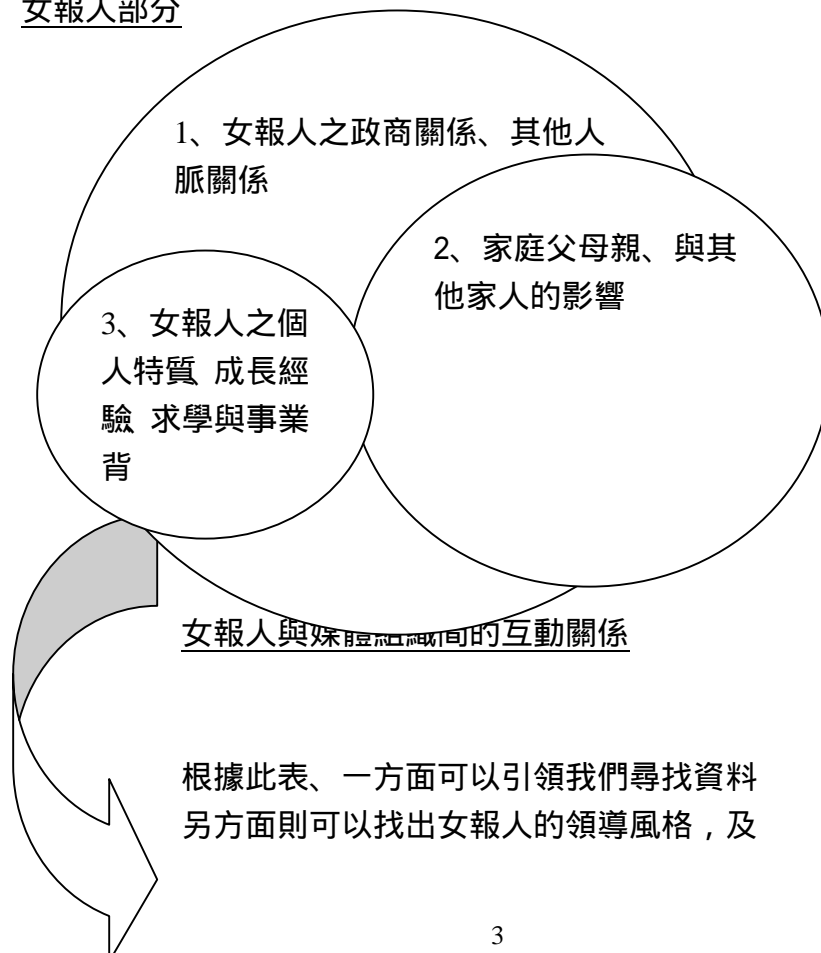 女報人部分
1、女報人之政商關係、其他人
脈關係
2、家庭父母親、與其
他家人的影響
3、女報人之個
人特質 成長經
驗 求學與事業
背
女報人與媒體組織間的互動關係
根據此表、一方面可以引領我們尋找資料
另方面則可以找出女報人的領導風格，及
3